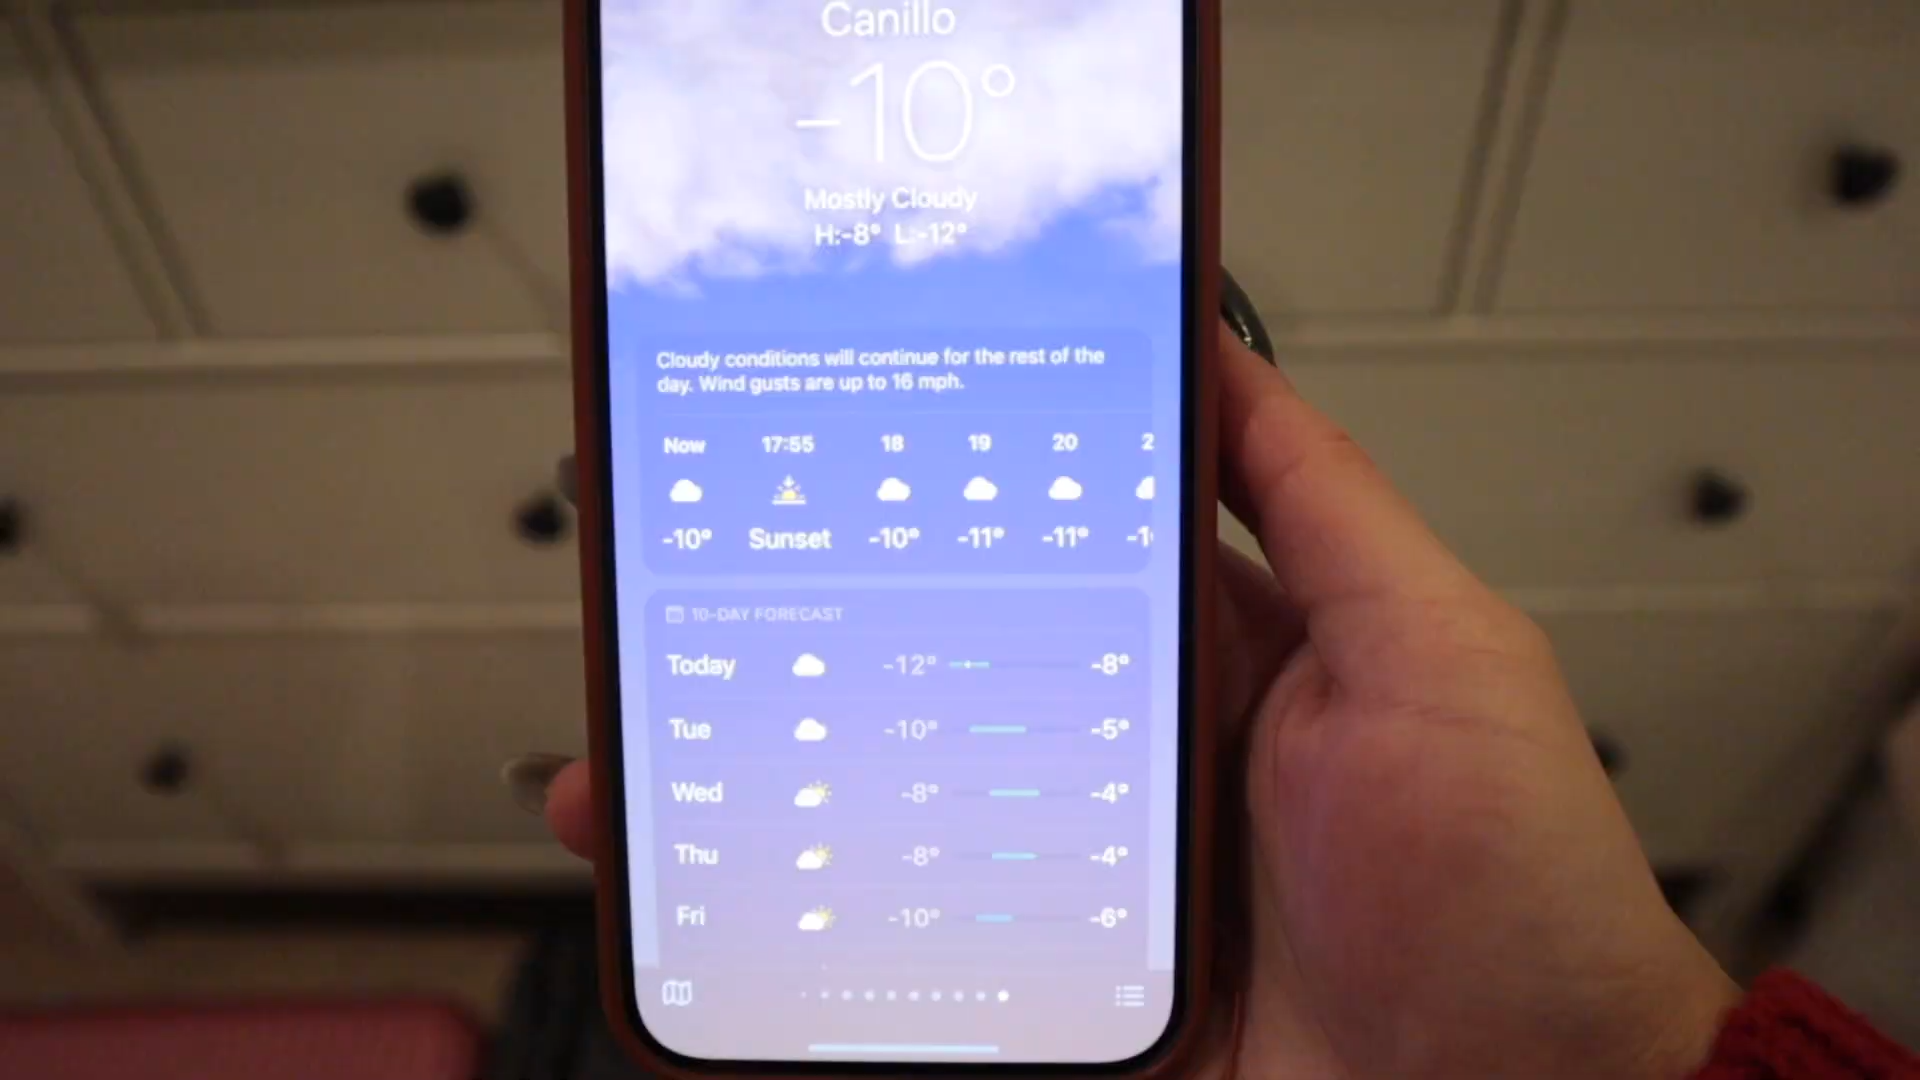 Canillo
-10°
Mostly Cloudy
H:-8° L:-12°
Cloudy conditions will continue for the rest of the
day. Wind gusts are up to 16 mph.
Now 17:55 18 19 20
-10° Sunset -10° -11° -11°
10-DAY FORECAST
Today -12° -8°
Tue -10° -5°
Wed -8° -4°
Thu -8° -4°
Fri -10° -6°